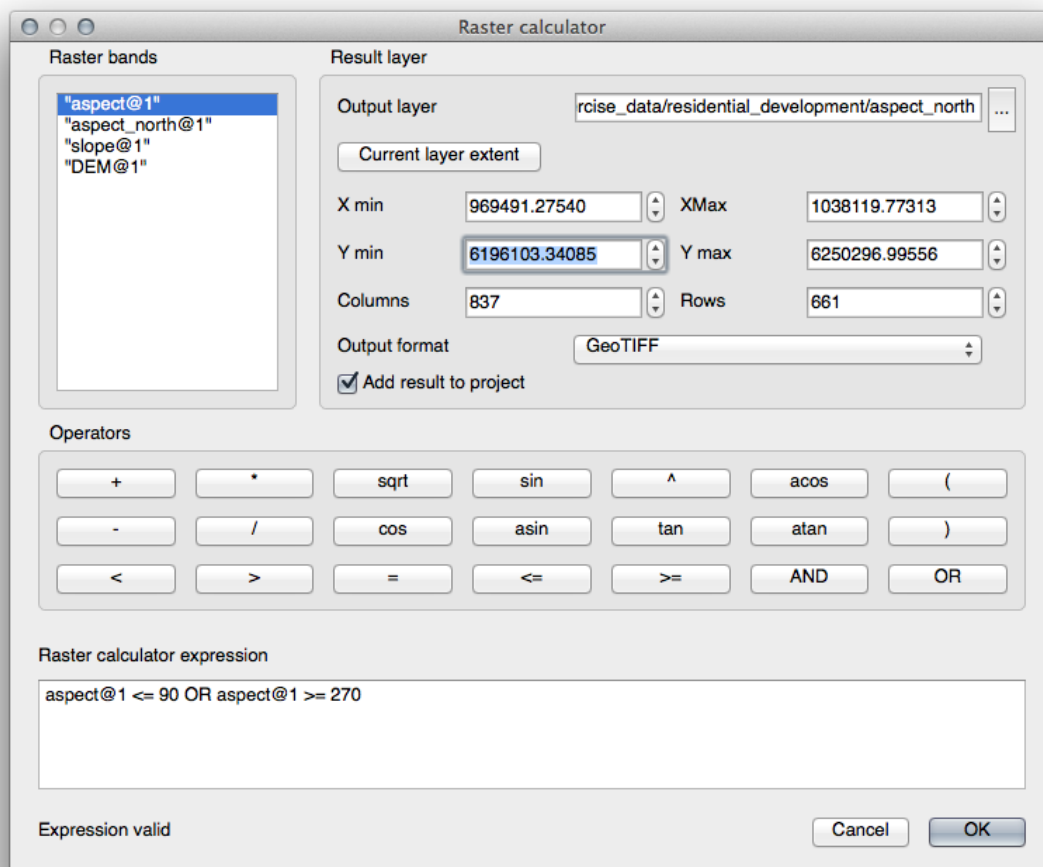 Raster calculator
Raster bands
Result layer
"aspect@1"
"aspect_north@1"
"slope@1"
"DEM@1"
Output layer
rcise_data/residential_development/aspect_north
...
Current layer extent
X min
969491.27540
XMax
1038119.77313
Y min
6196103.34085
Y max
6250296.99556
Columns
837
Rows
661
Output format
GeoTIFF
Add result to project
Operators
+ * sqrt sin ^ acos (
- / cos asin tan atan )
< > = <= >= AND OR
Raster calculator expression
aspect@1 <= 90 OR aspect@1 >= 270
Expression valid
Cancel
OK